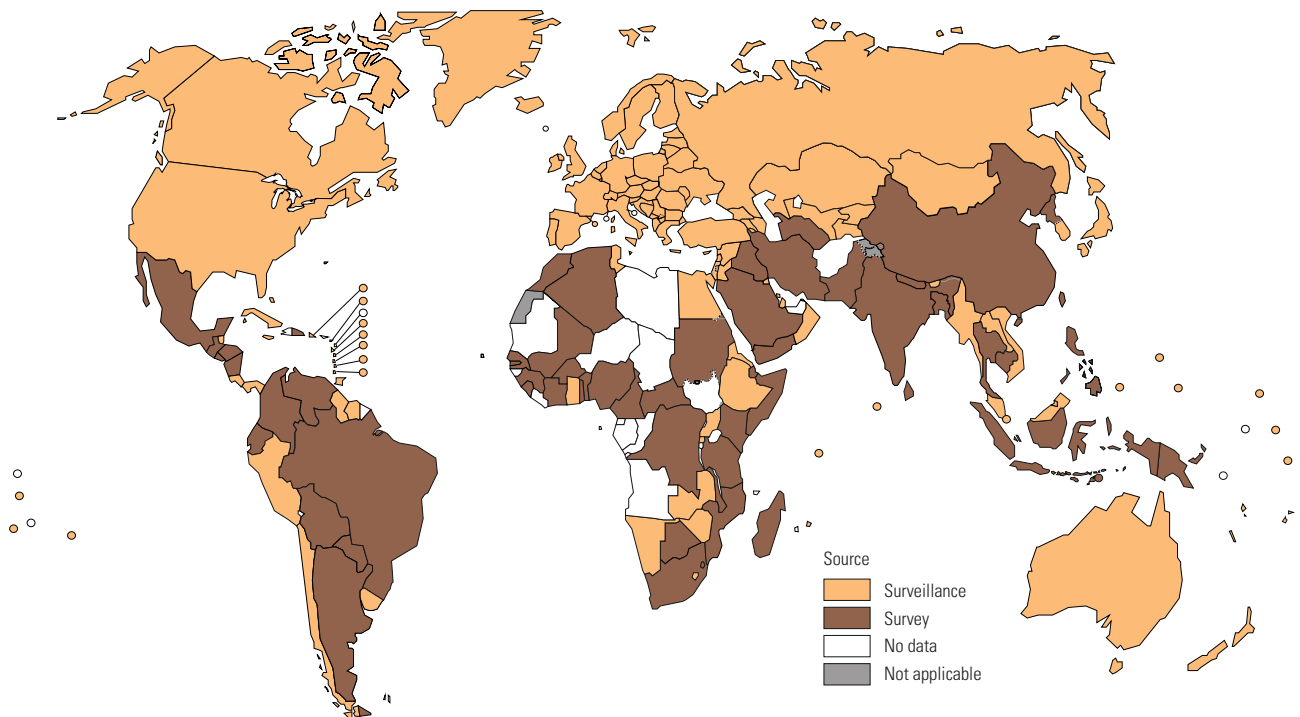 Source
Surveillance
Survey
No data
Not applicable